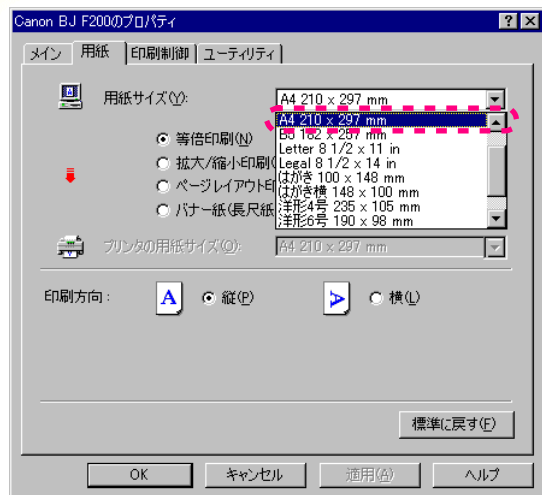 Canon BJ F200のプロパティ
メイン 用紙 印刷制御 ユーティリティ
用紙サイズ(Y): A4 210 x 297 mm
A4 210 x 297 mm
B5 182 x 257 mm
等倍印刷(N) Letter 8 1/2 x 11 in
拡大/縮小印刷( Legal 8 1/2 x 14 in
はがき 100 x 148 mm
ページレイアウト はがき横 148 x 100 mm
洋形4号 235 x 105 mm
バナー紙(長尺紙 洋形6号 190 x 98 mm
プリンタの用紙サイズ(O): A4 210 x 297 mm
印刷方向: A 縦(P) A 横(L)
標準に戻す(F)
OK キャンセル 適用(A) ヘルプ